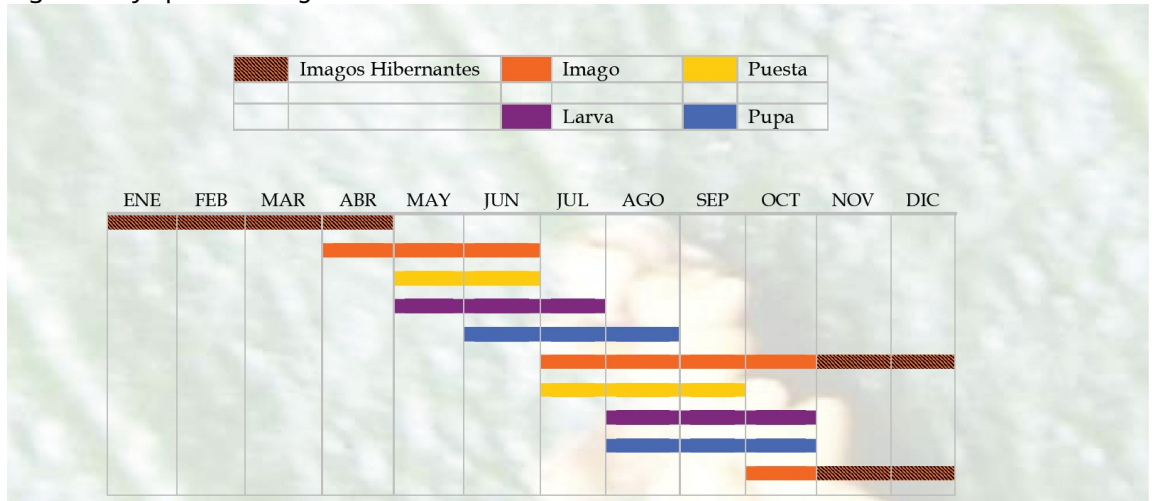 Imagos Hibernantes Imago Puesta
Larva Pupa
ENE FEB MAR ABR MAY JUN JUL AGO SEP OCT NOV DIC